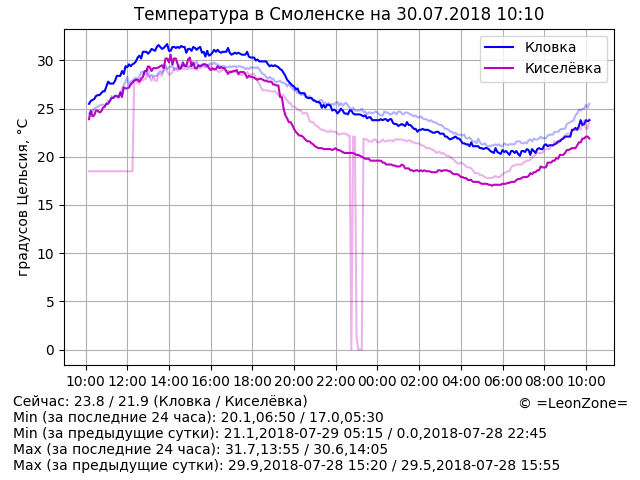 Температура в Смоленске на 30.07.2018 10:10
Кловка
Киселёвка
градусов Цельсия, °C
30
25
20
15
10
5
0
10:00 12:00 14:00 16:00 18:00 20:00 22:00 00:00 02:00 04:00 06:00 08:00 10:00
Сейчас: 23.8 / 21.9 (Кловка / Киселёвка)
© =LeonZone=
Min (за последние 24 часа): 20.1,06:50 / 17.0,05:30
Min (за предыдущие сутки): 21.1,2018-07-29 05:15 / 0.0,2018-07-28 22:45
Max (за последние 24 часа): 31.7,13:55 / 30.6,14:05
Max (за предыдущие сутки): 29.9,2018-07-28 15:20 / 29.5,2018-07-28 15:55